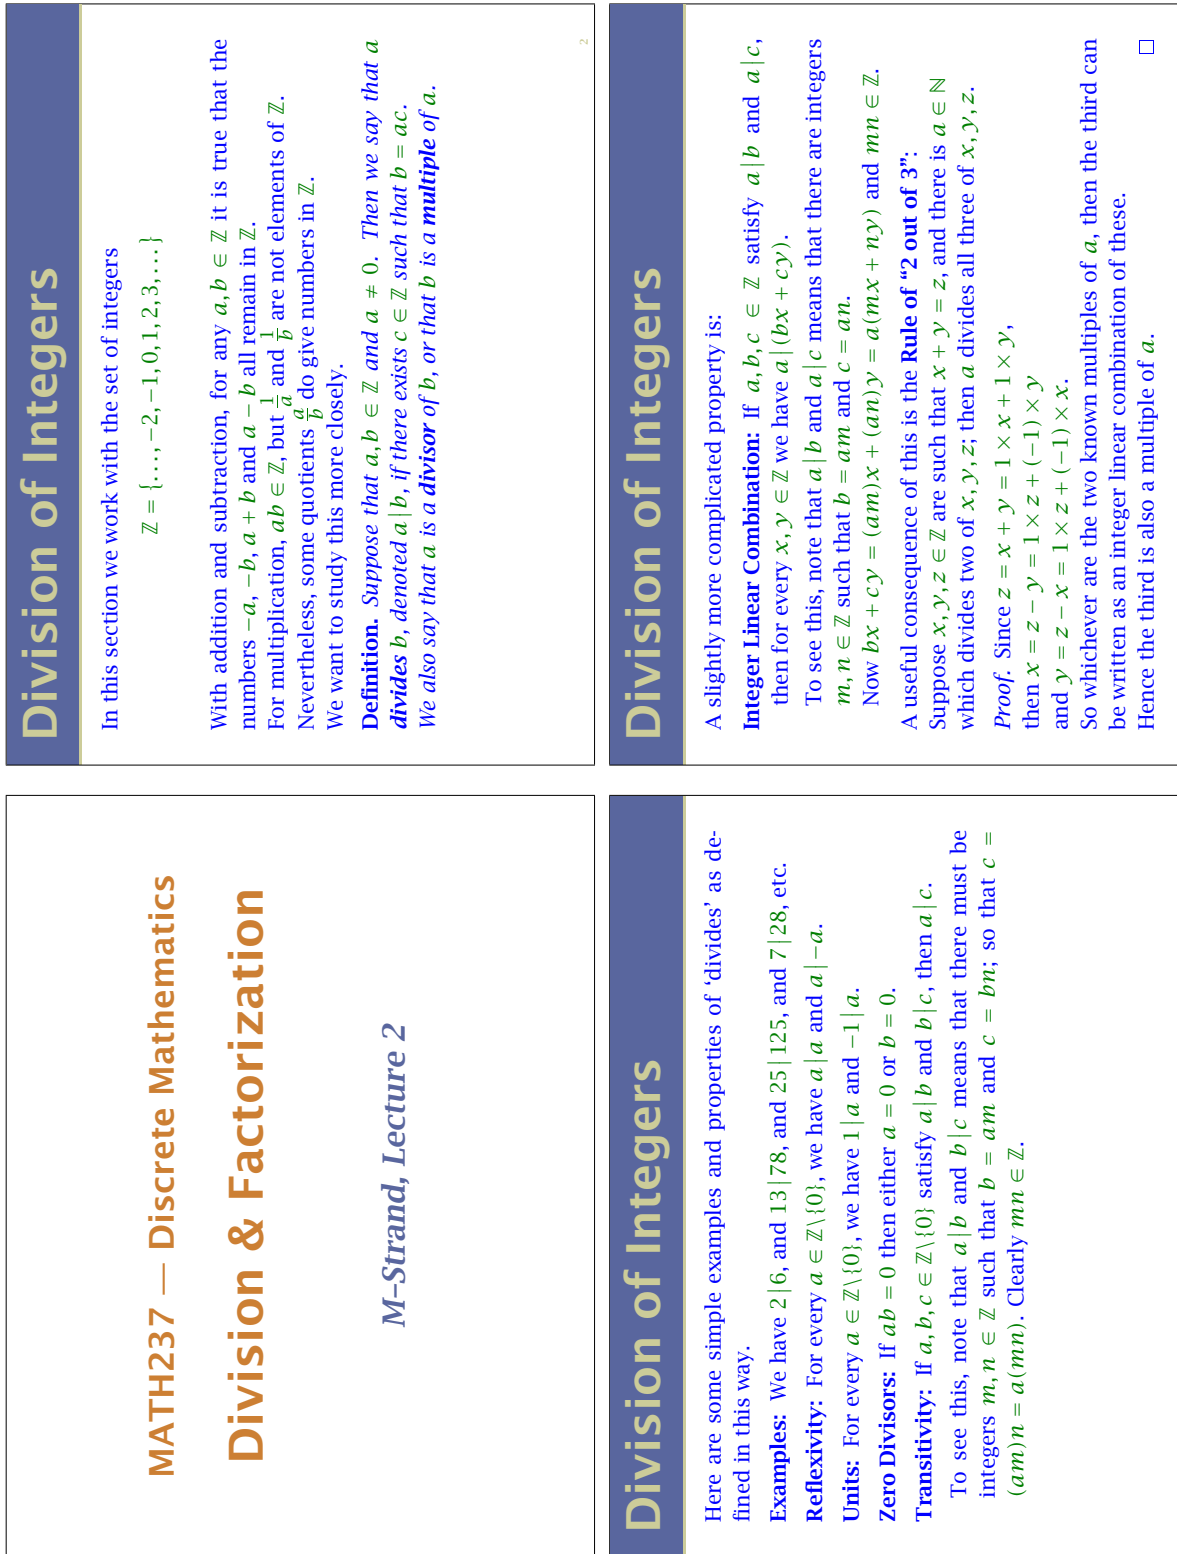 MATH237 — Discrete Mathematics
Division & Factorization
M–Strand, Lecture 2
Division of Integers
In this section we work with the set of integers
ℤ = {..., −2, −1, 0, 1, 2, 3, ... }
With addition and subtraction, for any a, b ∈ ℤ it is true that the
numbers −a, −b, a + b and a − b all remain in ℤ.
For multiplication, ab ∈ ℤ, but 1/a and 1/b are not elements of ℤ.
Nevertheless, some quotients a/b do give numbers in ℤ.
We want to study this more closely.
Definition. Suppose that a, b ∈ ℤ and a ≠ 0. Then we say that a
divides b, denoted a|b, if there exists c ∈ ℤ such that b = ac.
We also say that a is a divisor of b, or that b is a multiple of a.
2
Division of Integers
Here are some simple examples and properties of ‘divides’ as de-
fined in this way.
Examples: We have 2|6, and 13|78, and 25|125, and 7|28, etc.
Reflexivity: For every a ∈ ℤ\{0}, we have a|a and a|−a.
Units: For every a ∈ ℤ\{0}, we have 1|a and −1|a.
Zero Divisors: If ab = 0 then either a = 0 or b = 0.
Transitivity: If a, b, c ∈ ℤ\{0} satisfy a|b and b|c, then a|c.
To see this, note that a|b and b|c means that there must be
integers m, n ∈ ℤ such that b = am and c = bn; so that c =
(am)n = a(mn). Clearly mn ∈ ℤ.
Division of Integers
A slightly more complicated property is:
Integer Linear Combination: If a, b, c ∈ ℤ satisfy a|b and a|c,
then for every x, y ∈ ℤ we have a|(bx + cy).
To see this, note that a|b and a|c means that there are integers
m, n ∈ ℤ such that b = am and c = an.
Now bx + cy = (am)x + (an)y = a(mx + ny) and mn ∈ ℤ.
A useful consequence of this is the Rule of “2 out of 3”:
Suppose x, y, z ∈ ℤ are such that x + y = z, and there is a ∈ ℕ
which divides two of x, y, z; then a divides all three of x, y, z.
Proof. Since z = x + y = 1 × x + 1 × y,
then x = z − y = 1 × z + (−1) × y
and y = z − x = 1 × z + (−1) × x.
So whichever are the two known multiples of a, then the third can
be written as an integer linear combination of these.
Hence the third is also a multiple of a. □